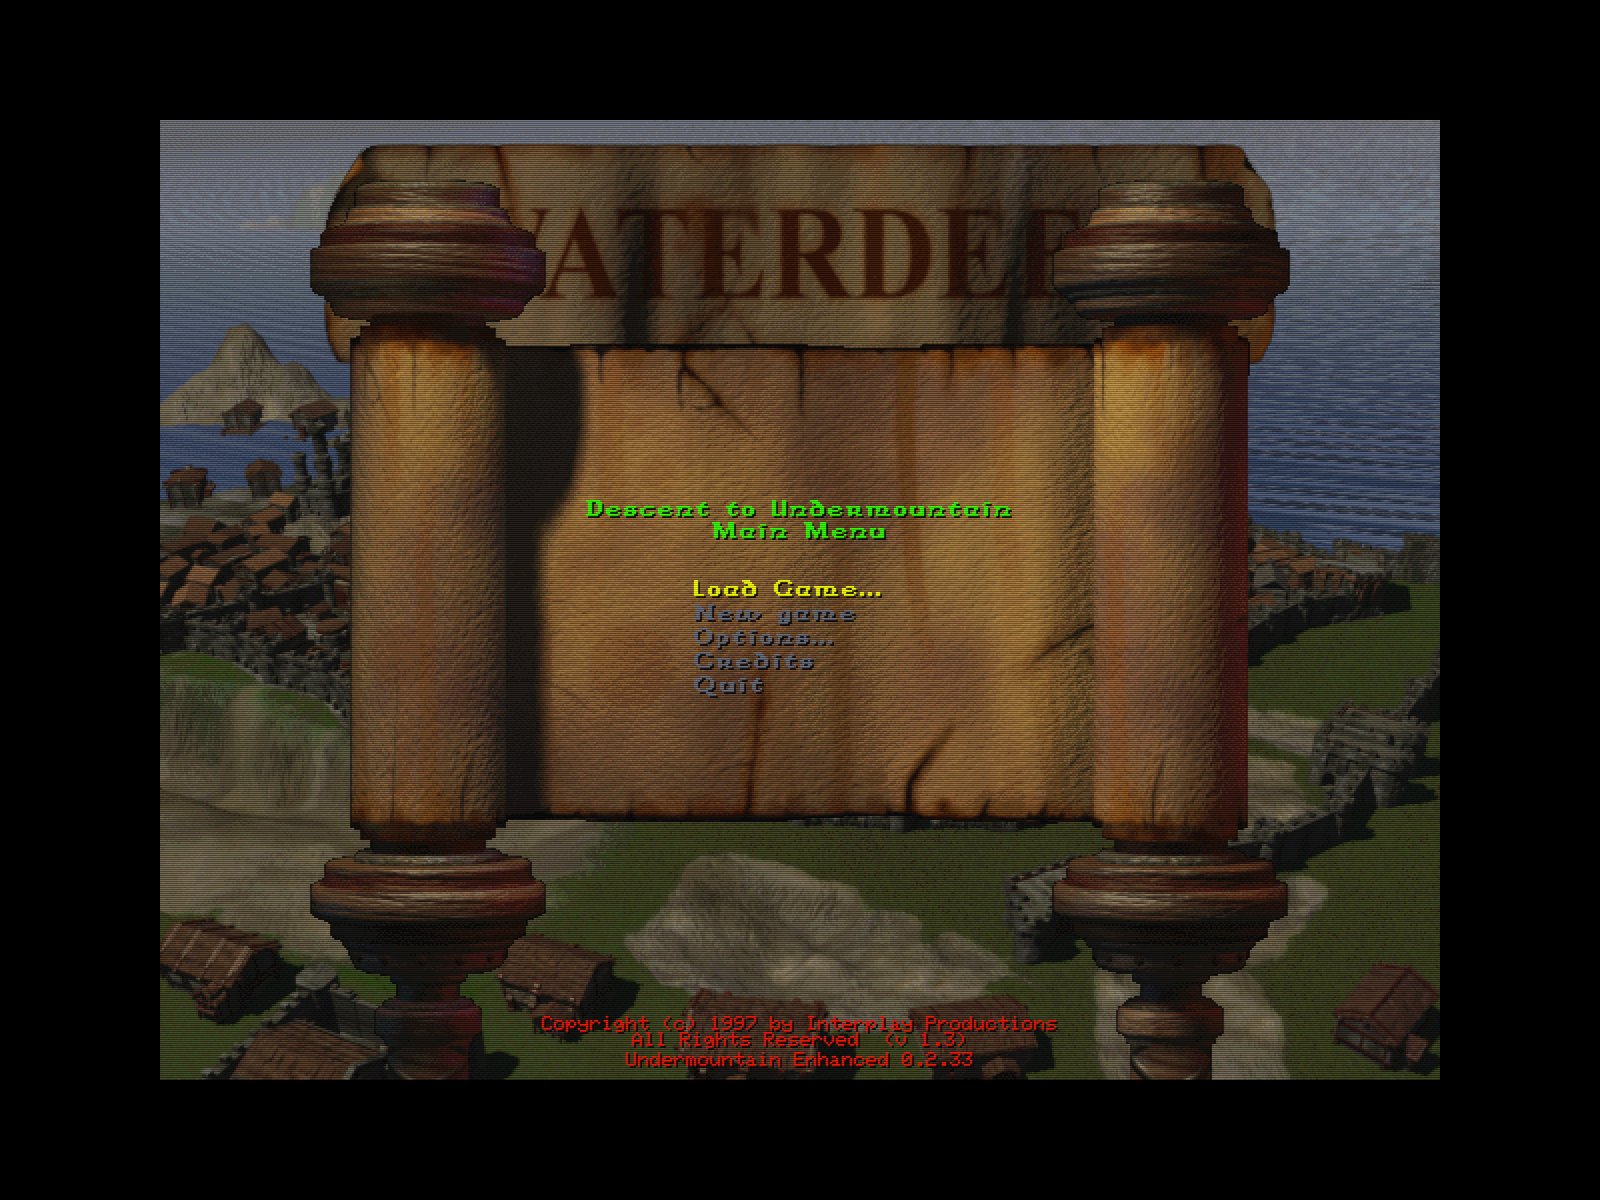 WATERDEEP
Descent to Undermountain
Main Menu
Load Game...
New game
Options...
Credits
Quit
Copyright (c) 1997 by Interplay Productions
All Rights Reserved (v 1.3)
Undermountain Enhanced 0.2.33